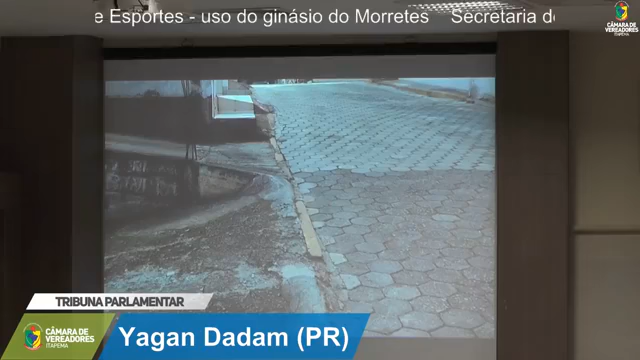 e Esportes - uso do ginásio do Morretes Secretaria de
CÂMARA DE
VEREADORES
ITAPEMA
TRIBUNA PARLAMENTAR
CÂMARA DE
VEREADORES
ITAPEMA
Yagan Dadam (PR)